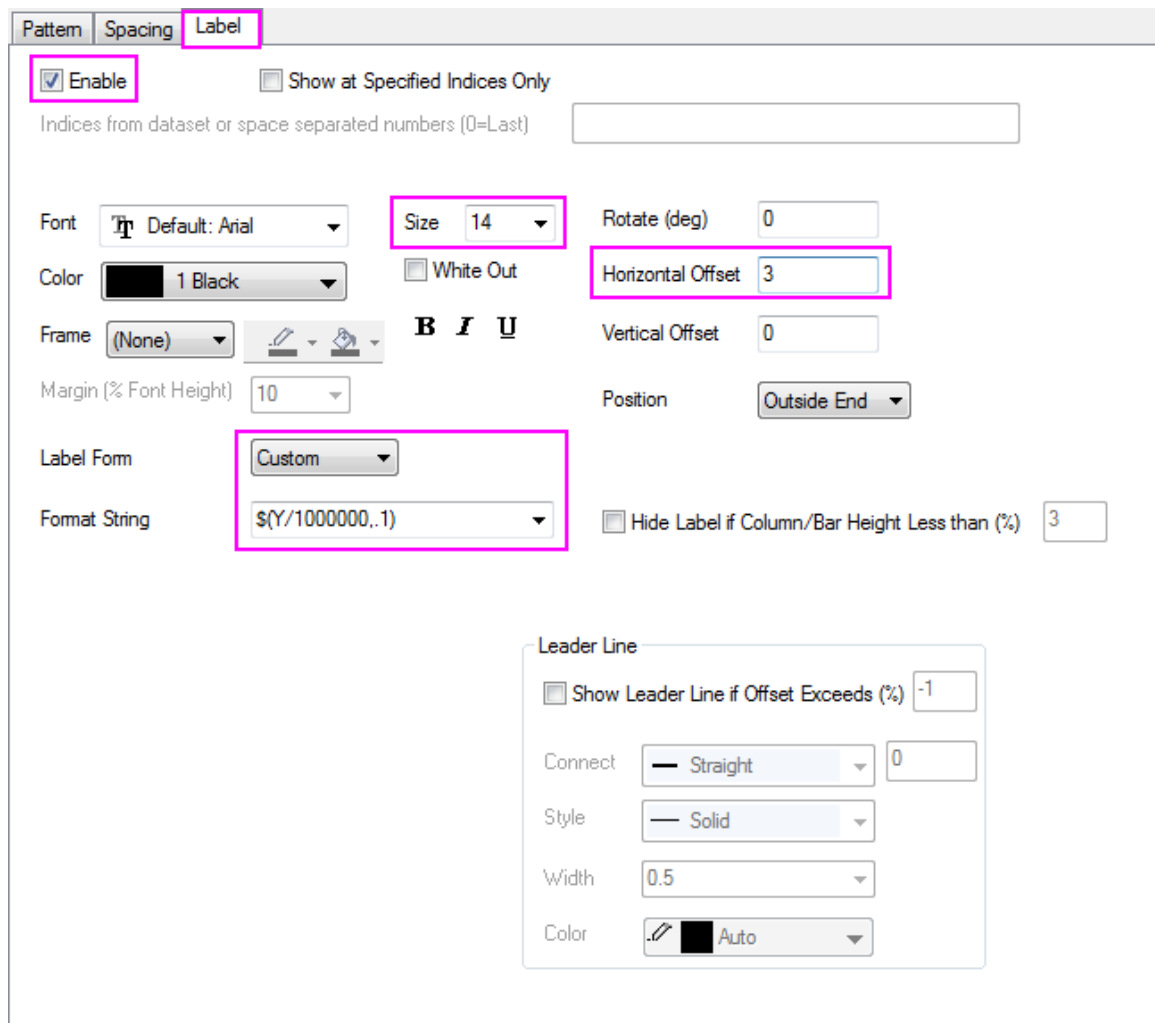 Pattern Spacing Label
Enable Show at Specified Indices Only
Indices from dataset or space separated numbers (0=Last)
Font Default: Arial Size 14 Rotate (deg) 0
Color 1 Black White Out Horizontal Offset 3
Frame (None) B I U Vertical Offset 0
Margin (% Font Height) 10 Position Outside End
Label Form Custom
Format String $(Y/1000000,.1) Hide Label if Column/Bar Height Less than (%) 3
Leader Line
Show Leader Line if Offset Exceeds (%) -1
Connect Straight 0
Style Solid
Width 0.5
Color Auto